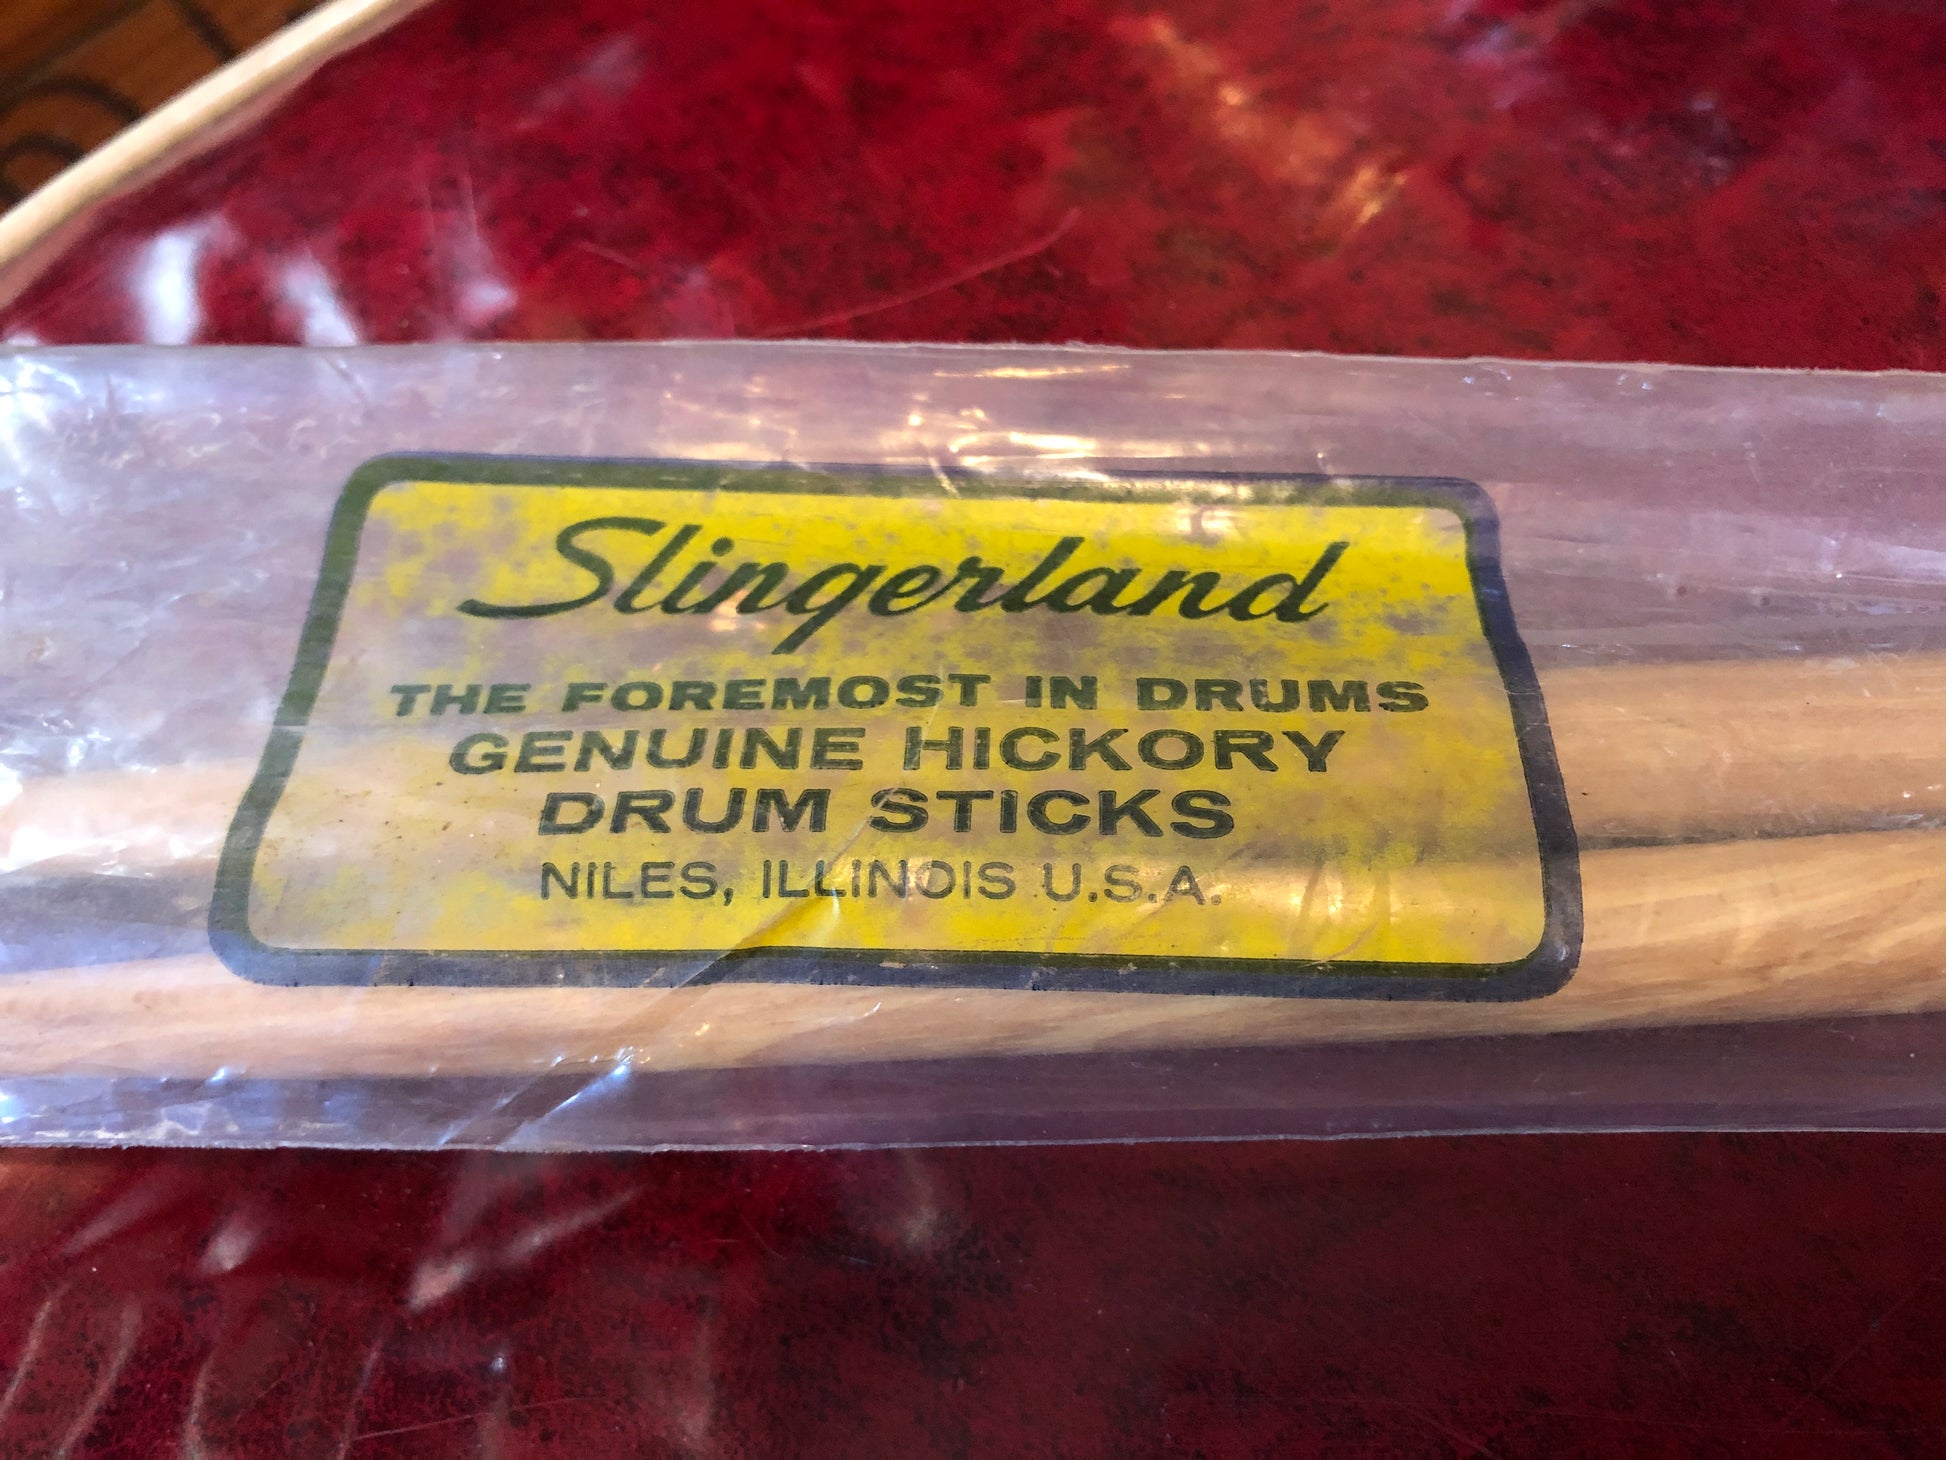 Slingerland
THE FOREMOST IN DRUMS
GENUINE HICKORY
DRUM STICKS
NILES, ILLINOIS U.S.A.